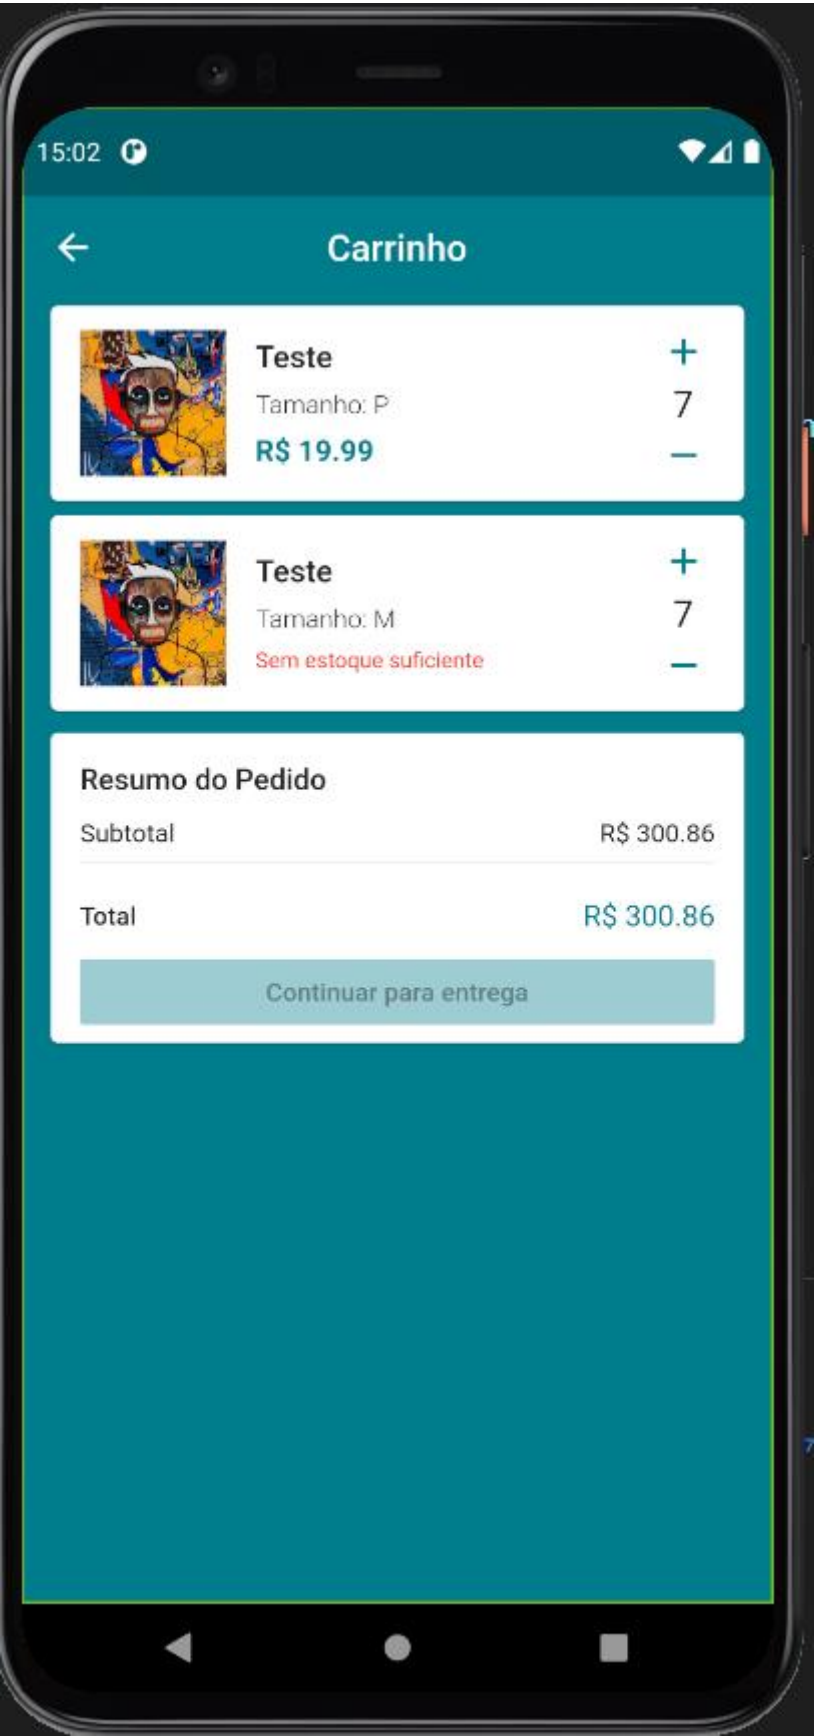 15:02
Carrinho
Teste
Tamanho: P
R$ 19.99
+
7
−
Teste
Tamanho: M
Sem estoque suficiente
+
7
−
Resumo do Pedido
Subtotal R$ 300.86
Total R$ 300.86
Continuar para entrega